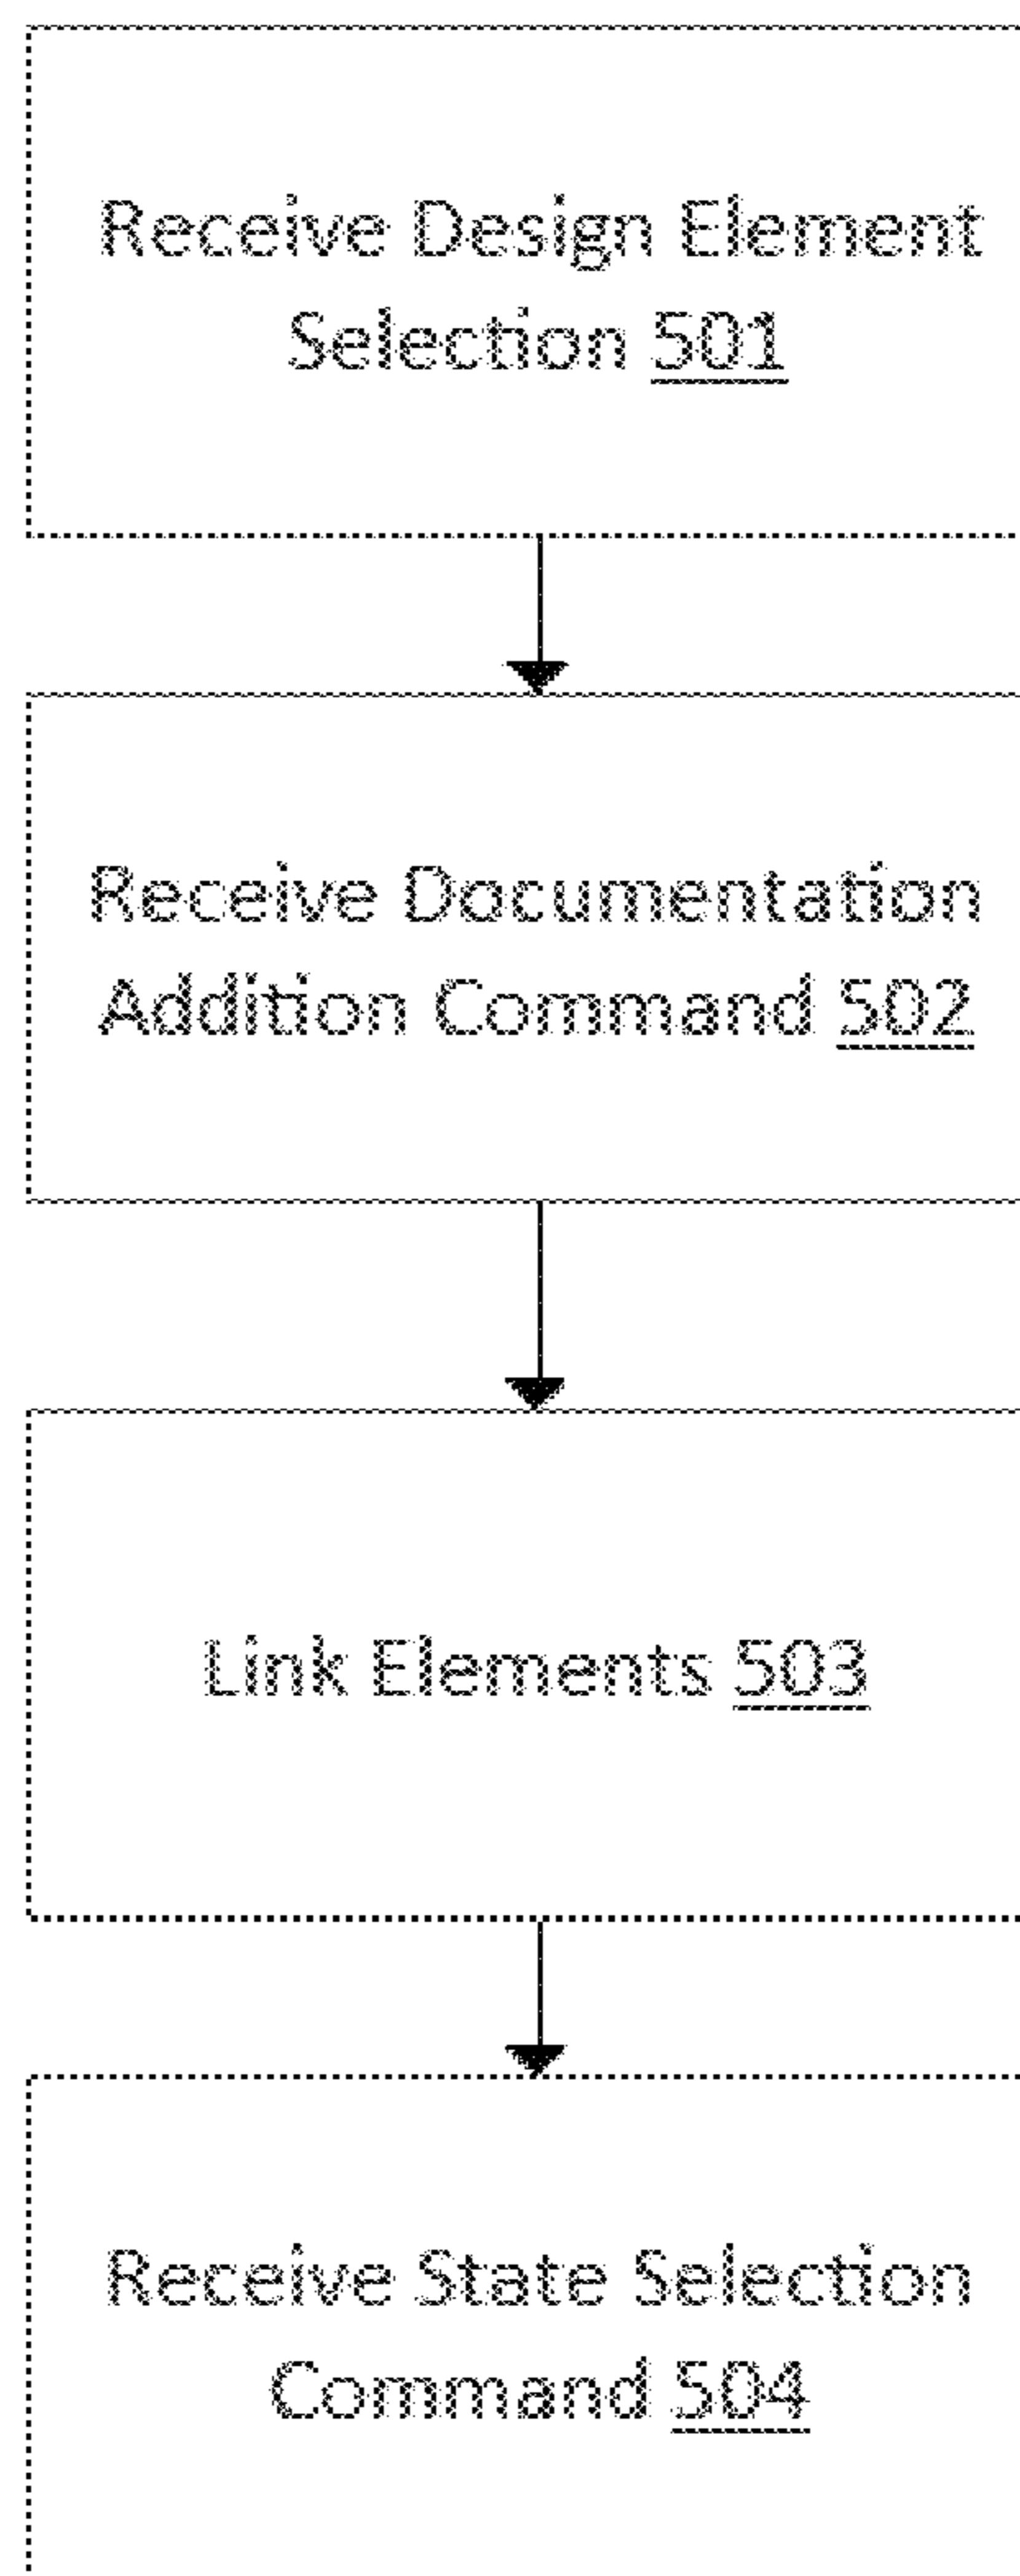 Receive Design Element
Selection 501
Receive Documentation
Addition Command 502
Link Elements 503
Receive State Selection
Command 504